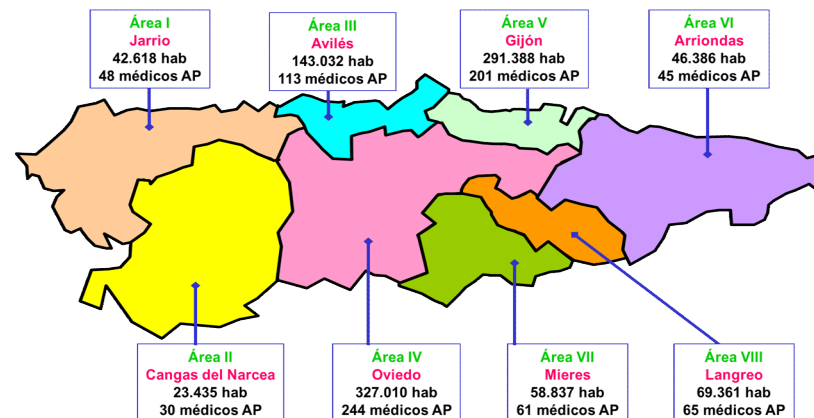 Área I
Jarrio
42.618 hab
48 médicos AP
Área III
Avilés
143.032 hab
113 médicos AP
Área V
Gijón
291.388 hab
201 médicos AP
Área VI
Arriondas
46.386 hab
45 médicos AP
Área II
Cangas del Narcea
23.435 hab
30 médicos AP
Área IV
Oviedo
327.010 hab
244 médicos AP
Área VII
Mieres
58.837 hab
61 médicos AP
Área VIII
Langreo
69.361 hab
65 médicos AP